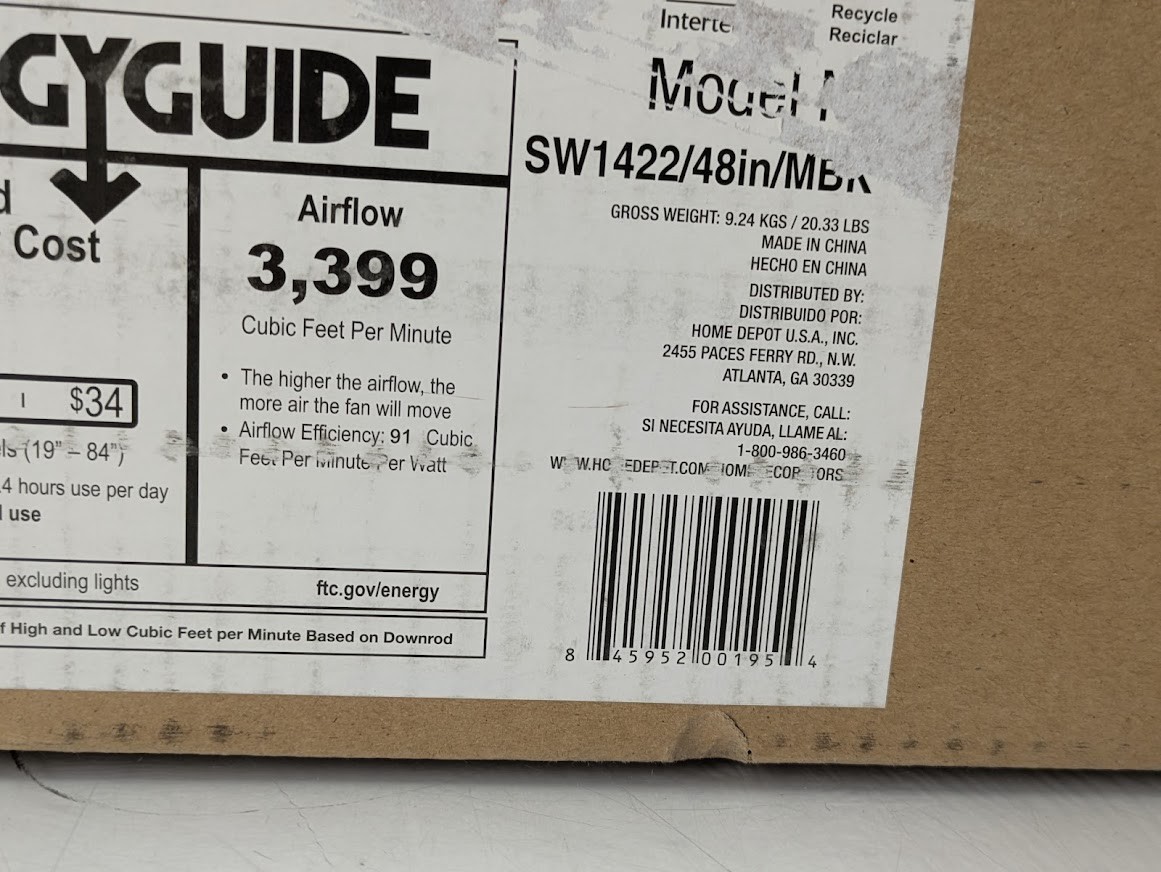 Recycle
Reciclar
GYGUIDE
SW1422/48in/MBK
Cost
Airflow
3,399
Cubic Feet Per Minute
• The higher the airflow, the
more air the fan will move
• Airflow Efficiency: 91 Cubic
Feet Per Minute Per Watt
$34
(19” – 84”)
hours use per day
use
excluding lights
ftc.gov/energy
High and Low Cubic Feet per Minute Based on Downrod
GROSS WEIGHT: 9.24 KGS / 20.33 LBS
MADE IN CHINA
HECHO EN CHINA
DISTRIBUTED BY:
DISTRIBUIDO POR:
HOME DEPOT U.S.A., INC.
2455 PACES FERRY RD., N.W.
ATLANTA, GA 30339
FOR ASSISTANCE, CALL:
SI NECESITA AYUDA, LLAME AL:
1-800-986-3460
8 45952 00195 4